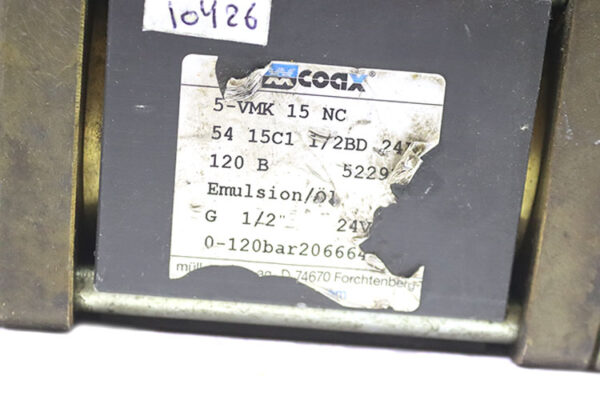 10426
coax®
5-VMK 15 NC
54 15C1 1/2BD 24
120 B 5229
Emulsion/Öl
G 1/2" 24V
0-120bar206664
ag D 74670 Forchtenberg